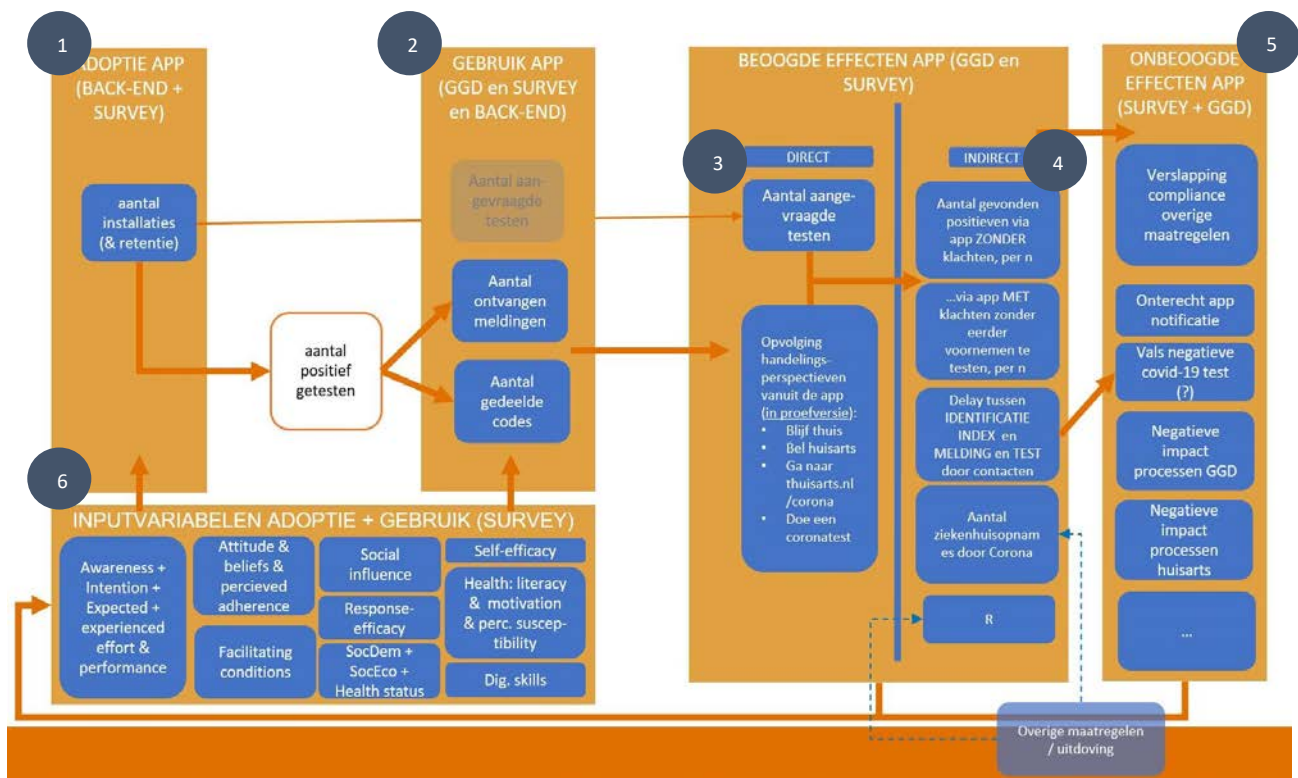 1
ADOPTIE APP
(BACK-END +
SURVEY)
aantal
installaties
(& retentie)
aantal
positief
getesten
2
GEBRUIK APP
(GGD en SURVEY
en BACK-END)
Aantal aan-
gevraagde
testen
Aantal
ontvangen
meldingen
Aantal
gedeelde
codes
BEOOGDE EFFECTEN APP (GGD en
SURVEY)
3
DIRECT
Aantal aange-
vraagde
testen
Opvolging
handelings-
perspectieven
vanuit de app
(in proefversie):
• Blijf thuis
• Bel huisarts
• Ga naar
thuisarts.nl
/corona
• Doe een
coronatest
INDIRECT
4
Aantal gevonden
positieven via
app ZONDER
klachten, per n
...via app MET
klachten zonder
eerder
voornemen te
testen, per n
Delay tussen
IDENTIFICATIE
INDEX en
MELDING en TEST
door contacten
Aantal
ziekenhuisopnam
es door Corona
R
5
ONBEOOGDE
EFFECTEN APP
(SURVEY + GGD)
Verslapping
compliance
overige
maatregelen
Onterecht app
notificatie
Vals negatieve
covid-19 test
(?)
Negatieve
impact
processen GGD
Negatieve
impact
processen
huisarts
...
6
INPUTVARIABELEN ADOPTIE + GEBRUIK (SURVEY)
Awareness +
Intention +
Expected +
experienced
effort &
performance
Attitude &
beliefs &
percieved
adherence
Facilitating
conditions
Social
influence
Response-
efficacy
SocDem +
SocEco +
Health status
Self-efficacy
Health: literacy
& motivation
& perc. suscep-
tibility
Dig. skills
Overige maatregelen
/ uitdoving